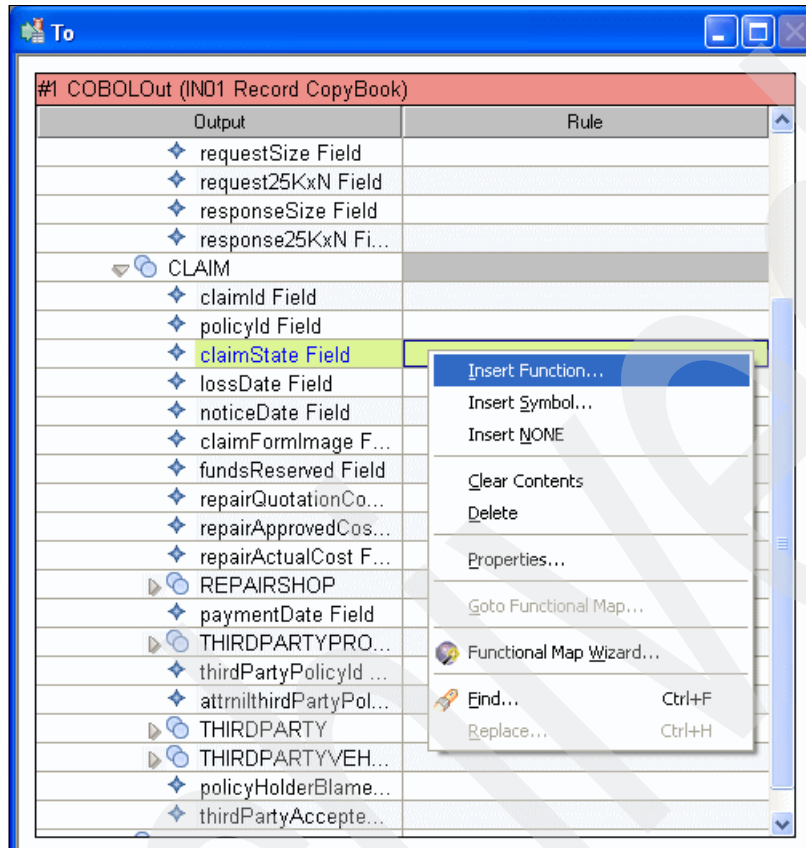 To
#1 COBOLOut (IN01 Record CopyBook)
Output Rule
requestSize Field
request25KxN Field
responseSize Field
response25KxN Fi...
CLAIM
claimId Field
policyId Field
claimState Field
lossDate Field
noticeDate Field
claimFormImage F...
fundsReserved Field
repairQuotationCo...
repairApprovedCos...
repairActualCost F...
REPAIRSHOP
paymentDate Field
THIRDPARTYPRO...
thirdPartyPolicyId ...
attrnilthirdPartyPol...
THIRDPARTY
THIRDPARTYVEH...
policyHolderBlame...
thirdPartyAccepte...
Insert Function...
Insert Symbol...
Insert NONE
Clear Contents
Delete
Properties...
Goto Functional Map...
Functional Map Wizard...
Find... Ctrl+F
Replace... Ctrl+H